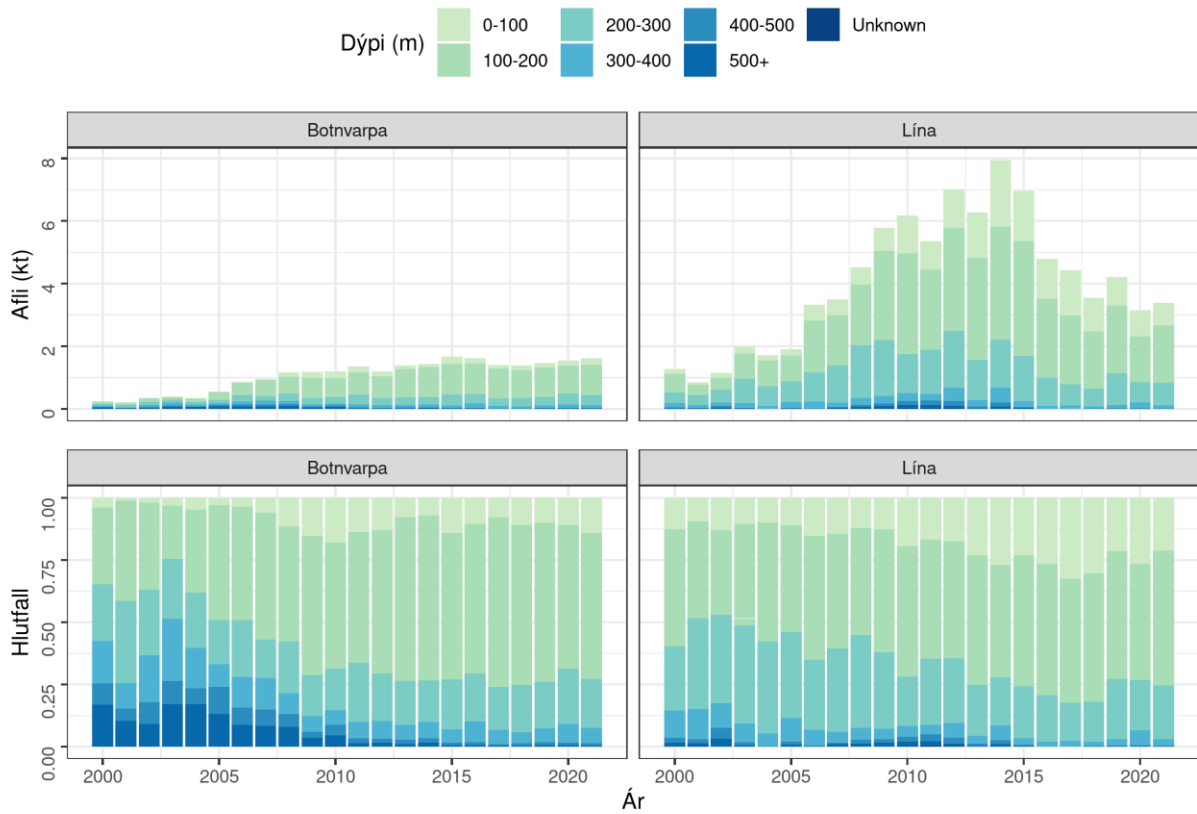 Dýpi (m)
0-100 200-300 400-500 Unknown
100-200 300-400 500+
Botnvarpa Lína
Afli (kt)
8
6
4
2
0
Botnvarpa Lína
Hlutfall
1.00
0.75
0.50
0.25
0.00
2000 2005 2010 2015 2020 2000 2005 2010 2015 2020
Ár